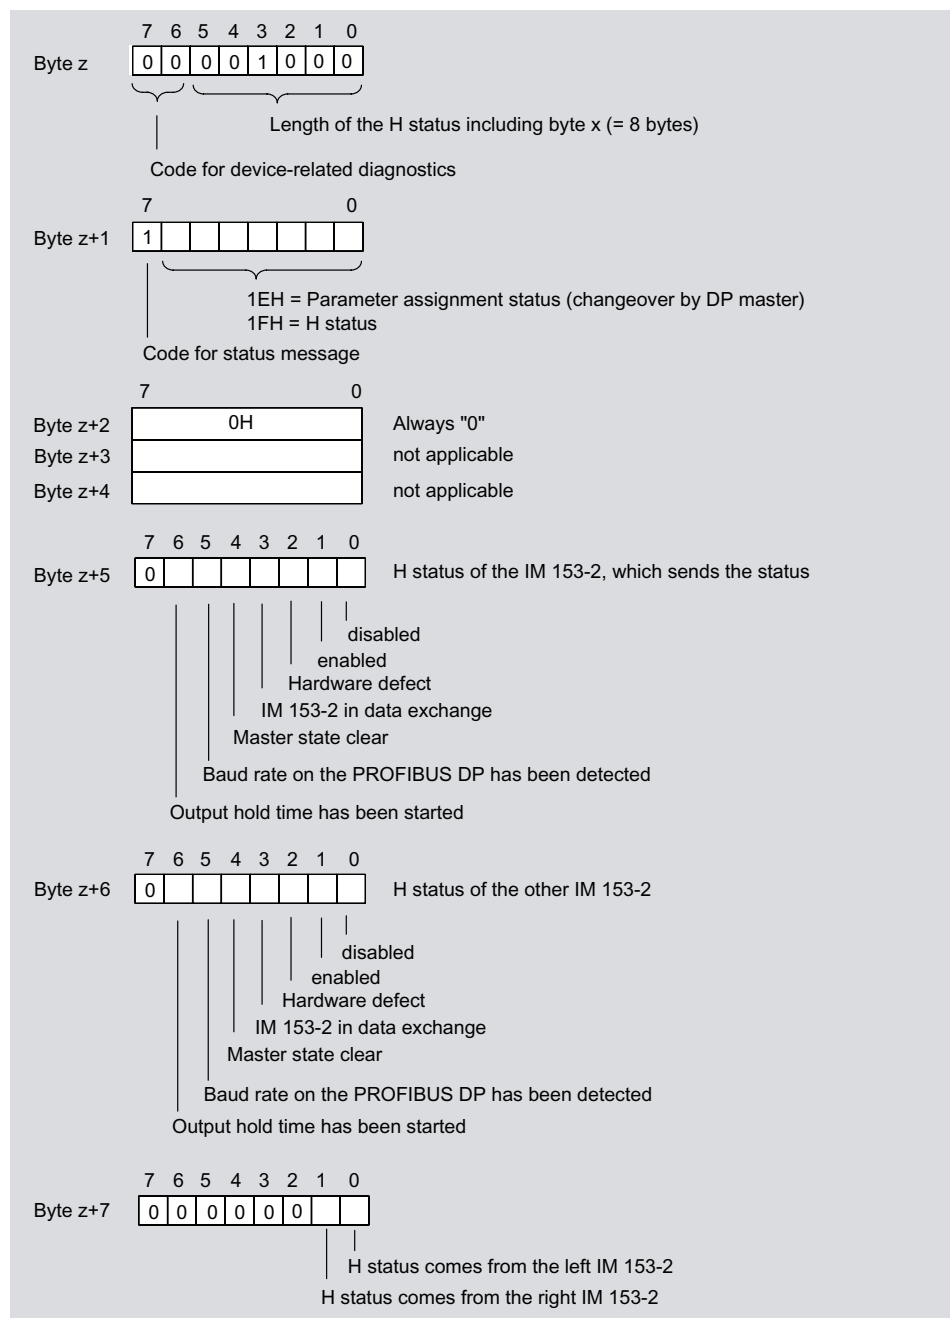 7 6 5 4 3 2 1 0
Byte z 0 0 0 0 1 0 0 0
Length of the H status including byte x (= 8 bytes)
Code for device-related diagnostics
7 0
Byte z+1 1
1EH = Parameter assignment status (changeover by DP master)
1FH = H status
Code for status message
7 0
Byte z+2 0H Always "0"
Byte z+3 not applicable
Byte z+4 not applicable
7 6 5 4 3 2 1 0
Byte z+5 0 H status of the IM 153-2, which sends the status
disabled
enabled
Hardware defect
IM 153-2 in data exchange
Master state clear
Baud rate on the PROFIBUS DP has been detected
Output hold time has been started
7 6 5 4 3 2 1 0
Byte z+6 0 H status of the other IM 153-2
disabled
enabled
Hardware defect
IM 153-2 in data exchange
Master state clear
Baud rate on the PROFIBUS DP has been detected
Output hold time has been started
7 6 5 4 3 2 1 0
Byte z+7 0 0 0 0 0 0
H status comes from the left IM 153-2
H status comes from the right IM 153-2